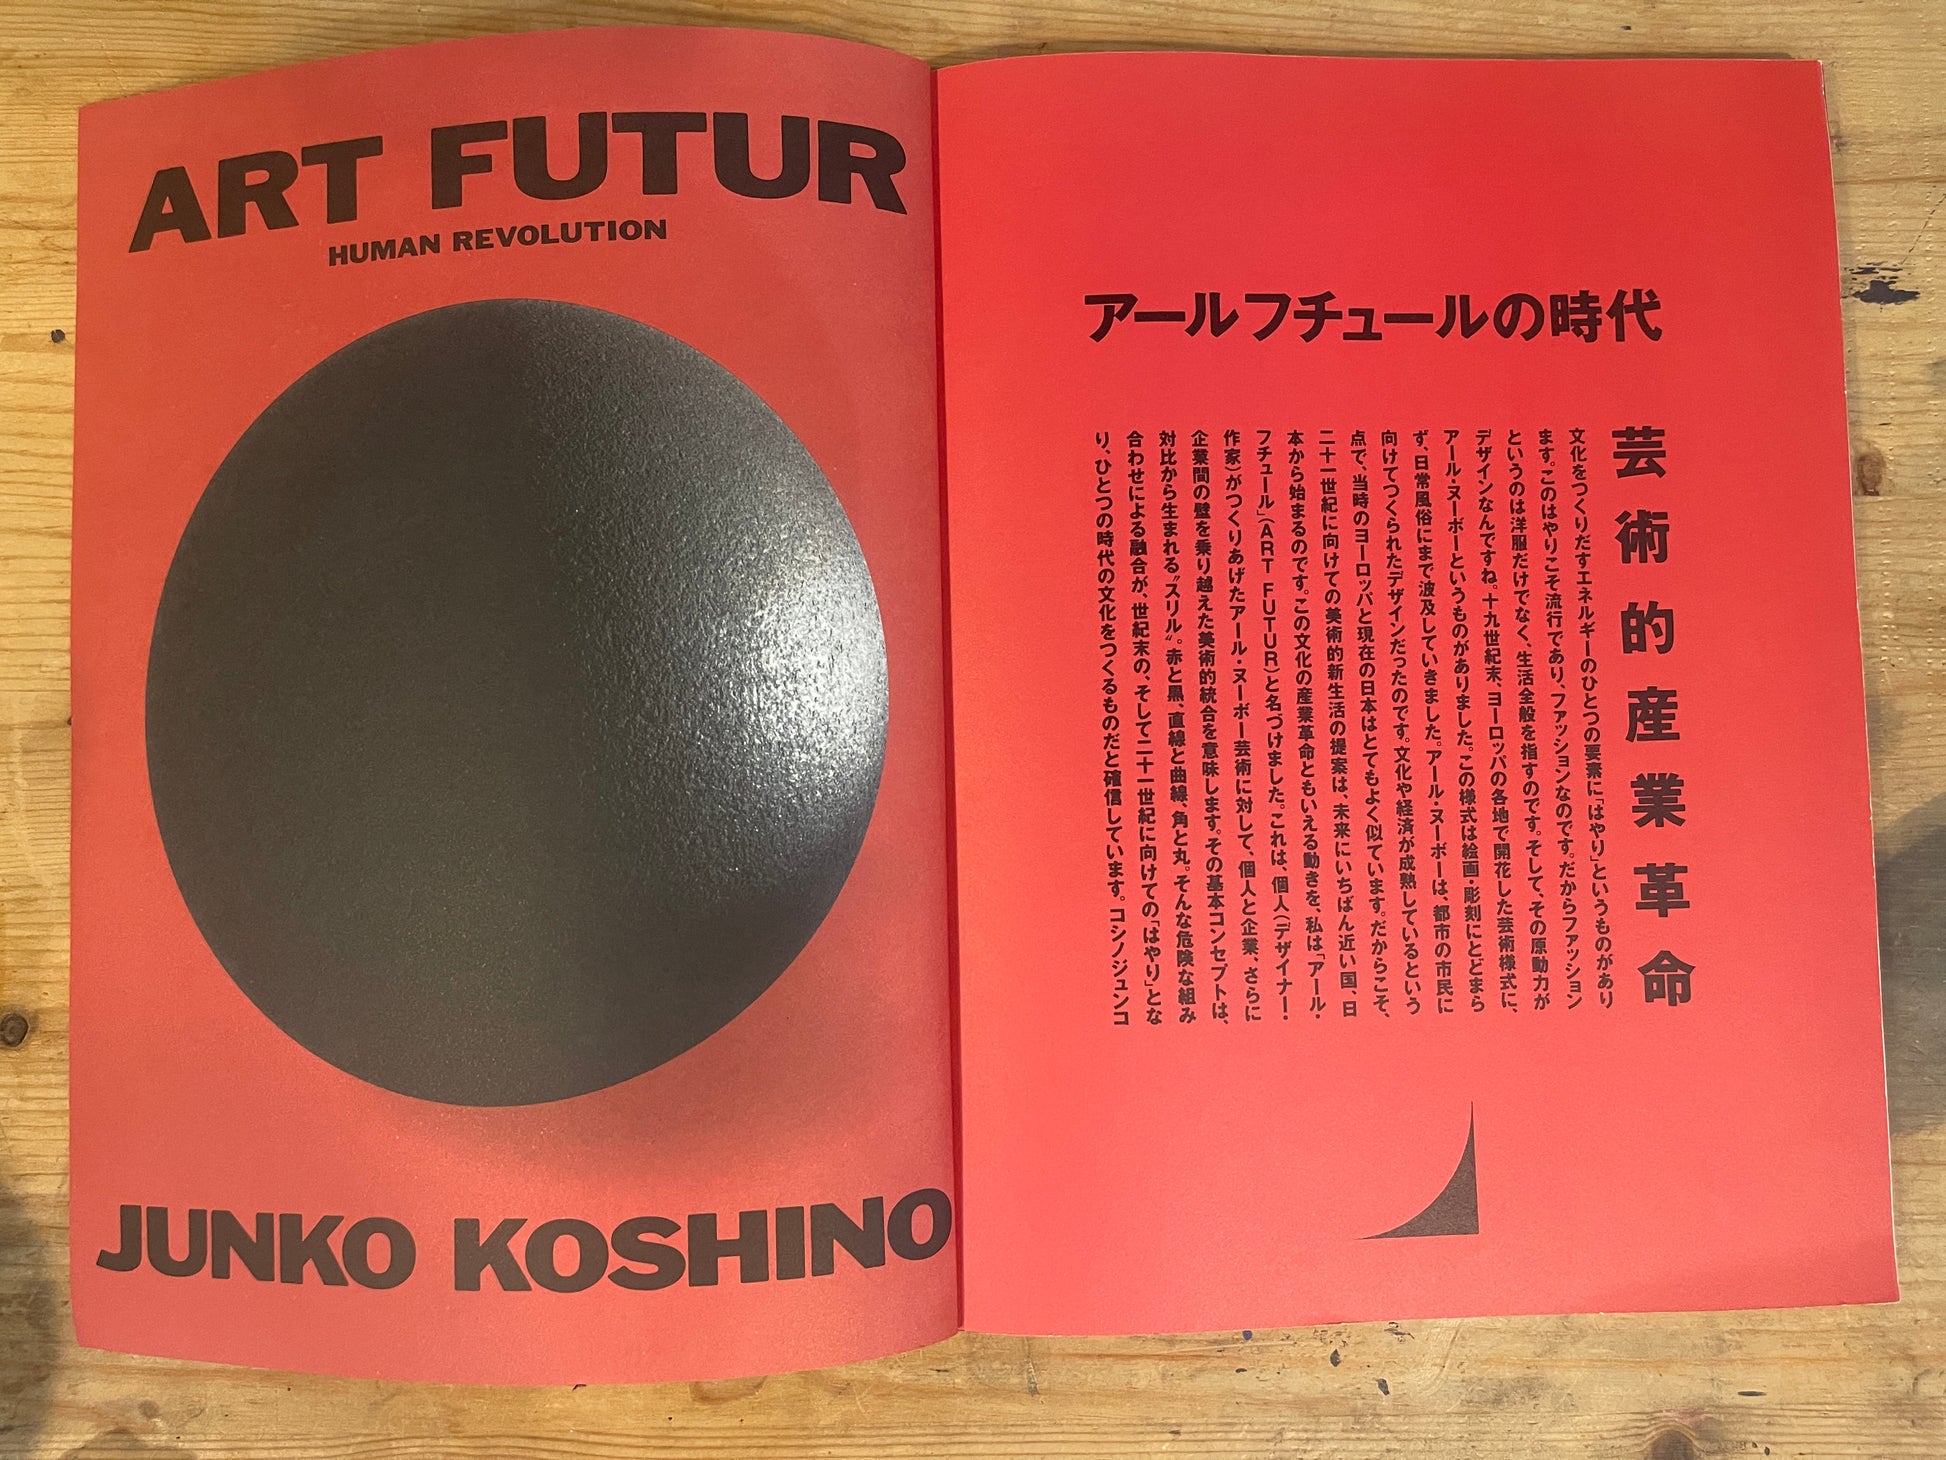 ART FUTUR
HUMAN REVOLUTION
JUNKO KOSHINO
アールフチュールの時代
芸術的産業革命
文化をつくりだすエネルギーのひとつの要素に「はやり」というものがあり
ます。このはやりこそ流行であり、ファッションなのです。だからファッション
というのは洋服だけでなく、生活全般を指すのです。そして、その原動力が
デザインなんですね。十九世紀末、ヨーロッパの各地で開花した芸術様式に、
アール・ヌーボーというものがありました。この様式は絵画・彫刻にとどまら
ず、日常風俗にまで波及していきました。アール・ヌーボーは、都市の市民に
向けてつくられたデザインだったのです。文化や経済が成熟しているという
点で、当時のヨーロッパと現在の日本はとてもよく似ています。だからこそ、
二十一世紀に向けての美術的新生活の提案は、未来にいちばん近い国、日
本から始まるのです。この文化の産業革命ともいえる動きを、私は「アール・
フチュール」（ART FUTUR）と名づけました。これは、個人（デザイナー・
作家）がつくりあげたアール・ヌーボー芸術に対して、個人と企業、さらに
企業間の壁を乗り越えた美術的統合を意味します。その基本コンセプトは、
対比から生まれる〝スリル〟。赤と黒、直線と曲線、角と丸。そんな危険な組み
合わせによる融合が、世紀末の、そして二十一世紀に向けての「はやり」とな
り、ひとつの時代の文化をつくるものだと確信しています。コシノジュンコ